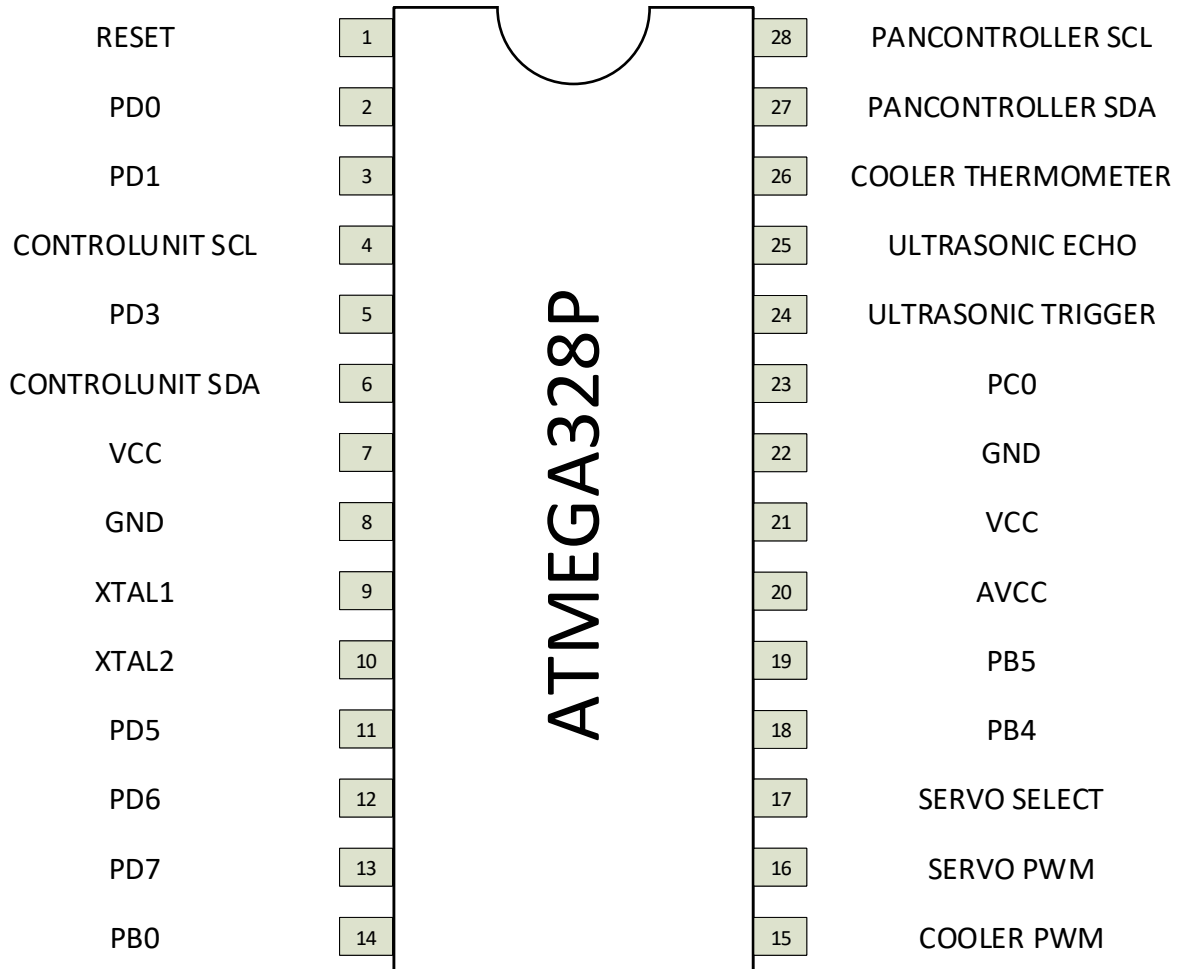 RESET 1 28 PANCONTROLLER SCL
PD0 2 27 PANCONTROLLER SDA
PD1 3 26 COOLER THERMOMETER
CONTROLUNIT SCL 4 25 ULTRASONIC ECHO
PD3 5 24 ULTRASONIC TRIGGER
CONTROLUNIT SDA 6 23 PC0
VCC 7 22 GND
GND 8 21 VCC
XTAL1 9 20 AVCC
XTAL2 10 19 PB5
PD5 11 18 PB4
PD6 12 17 SERVO SELECT
PD7 13 16 SERVO PWM
PB0 14 15 COOLER PWM
ATMEGA328P